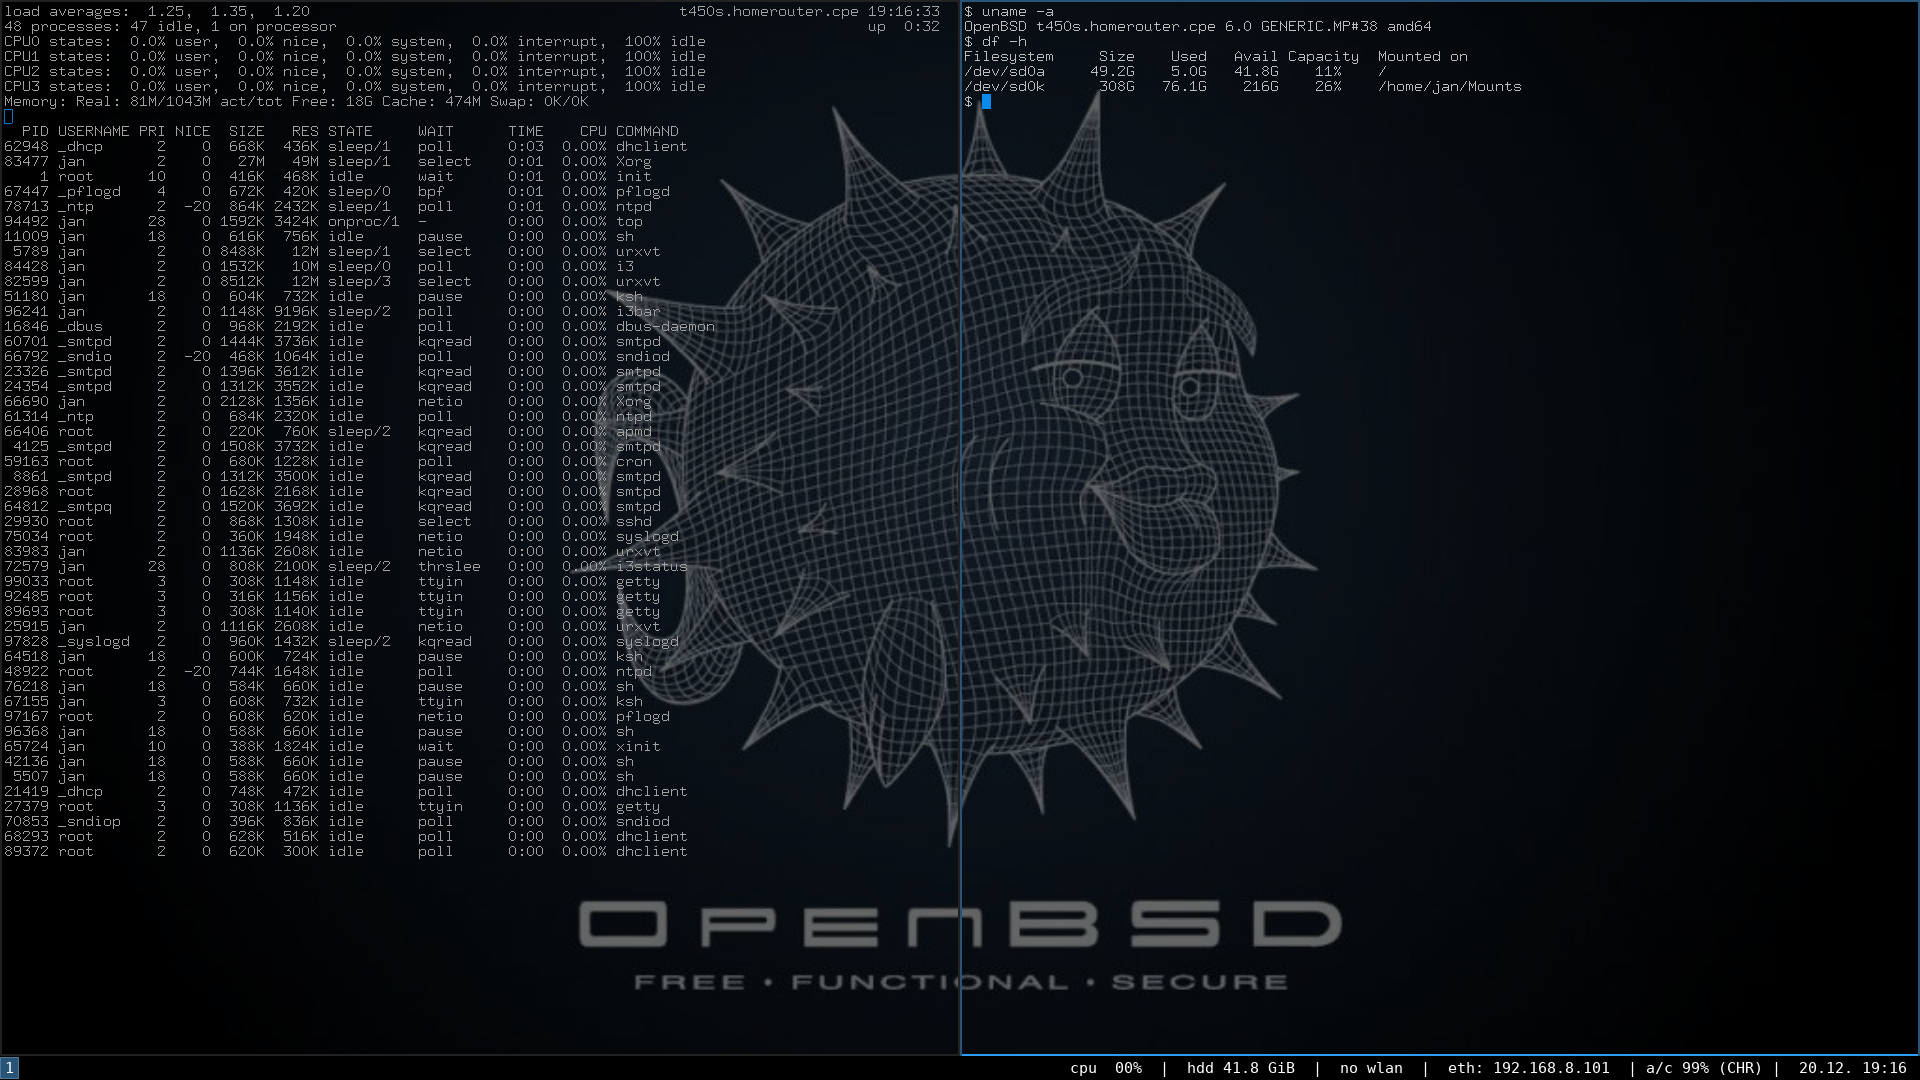 load averages:  1.25,  1.35,  1.20    t450s.homerouter.cpe 19:16:33
48 processes: 47 idle, 1 on processor    up  0:32
CPU0 states:  0.0% user,  0.0% nice,  0.0% system,  0.0% interrupt,  100% idle
CPU1 states:  0.0% user,  0.0% nice,  0.0% system,  0.0% interrupt,  100% idle
CPU2 states:  0.0% user,  0.0% nice,  0.0% system,  0.0% interrupt,  100% idle
CPU3 states:  0.0% user,  0.0% nice,  0.0% system,  0.0% interrupt,  100% idle
Memory: Real: 81M/1043M act/tot Free: 18G Cache: 474M Swap: 0K/0K
PID USERNAME PRI NICE  SIZE   RES STATE     WAIT      TIME    CPU COMMAND
62948 _dhcp 2 0 668K 436K sleep/1 poll 0:03 0.00% dhclient
83477 jan 2 0 27M 49M sleep/1 select 0:01 0.00% Xorg
1 root 10 0 416K 468K idle wait 0:01 0.00% init
67447 _pflogd 4 0 672K 420K sleep/0 bpf 0:01 0.00% pflogd
78713 _ntp 2 -20 864K 2432K sleep/1 poll 0:01 0.00% ntpd
94492 jan 28 0 1592K 3424K onproc/1 - 0:00 0.00% top
11009 jan 18 0 616K 756K idle pause 0:00 0.00% sh
5789 jan 2 0 8488K 12M sleep/1 select 0:00 0.00% urxvt
84428 jan 2 0 1532K 10M sleep/0 poll 0:00 0.00% i3
82599 jan 2 0 8512K 12M sleep/3 select 0:00 0.00% urxvt
51180 jan 18 0 604K 732K idle pause 0:00 0.00% ksh
96241 jan 2 0 1148K 9196K sleep/2 poll 0:00 0.00% i3bar
16846 _dbus 2 0 968K 2192K idle poll 0:00 0.00% dbus-daemon
60701 _smtpd 2 0 1444K 3736K idle kqread 0:00 0.00% smtpd
66792 _sndio 2 -20 468K 1064K idle poll 0:00 0.00% sndiod
23326 _smtpd 2 0 1396K 3612K idle kqread 0:00 0.00% smtpd
24354 _smtpd 2 0 1312K 3552K idle kqread 0:00 0.00% smtpd
66690 jan 2 0 2128K 1356K idle netio 0:00 0.00% Xorg
61314 _ntp 2 0 684K 2320K idle poll 0:00 0.00% ntpd
66406 root 2 0 220K 760K sleep/2 kqread 0:00 0.00% apmd
4125 _smtpd 2 0 1508K 3732K idle kqread 0:00 0.00% smtpd
59163 root 2 0 680K 1228K idle poll 0:00 0.00% cron
8861 _smtpd 2 0 1312K 3500K idle kqread 0:00 0.00% smtpd
28968 root 2 0 1628K 2168K idle kqread 0:00 0.00% smtpd
64812 _smtpq 2 0 1520K 3692K idle kqread 0:00 0.00% smtpd
29930 root 2 0 868K 1308K idle select 0:00 0.00% sshd
75034 root 2 0 360K 1948K idle netio 0:00 0.00% syslogd
83983 jan 2 0 1136K 2608K idle netio 0:00 0.00% urxvt
72579 jan 28 0 808K 2100K sleep/2 thrslee 0:00 0.00% i3status
99033 root 3 0 308K 1148K idle ttyin 0:00 0.00% getty
92485 root 3 0 316K 1156K idle ttyin 0:00 0.00% getty
89693 root 3 0 308K 1140K idle ttyin 0:00 0.00% getty
25915 jan 2 0 1116K 2608K idle netio 0:00 0.00% urxvt
97828 _syslogd 2 0 960K 1432K sleep/2 kqread 0:00 0.00% syslogd
64518 jan 18 0 600K 724K idle pause 0:00 0.00% ksh
48922 root 2 -20 744K 1648K idle poll 0:00 0.00% ntpd
76218 jan 18 0 584K 660K idle pause 0:00 0.00% sh
67155 jan 3 0 608K 732K idle ttyin 0:00 0.00% ksh
97167 root 2 0 608K 620K idle netio 0:00 0.00% pflogd
96368 jan 18 0 588K 660K idle pause 0:00 0.00% sh
65724 jan 10 0 388K 1824K idle wait 0:00 0.00% xinit
42136 jan 18 0 588K 660K idle pause 0:00 0.00% sh
5507 jan 18 0 588K 660K idle pause 0:00 0.00% sh
21419 _dhcp 2 0 748K 472K idle poll 0:00 0.00% dhclient
27379 root 3 0 308K 1136K idle ttyin 0:00 0.00% getty
70853 _sndiop 2 0 396K 836K idle poll 0:00 0.00% sndiod
68293 root 2 0 628K 516K idle poll 0:00 0.00% dhclient
89372 root 2 0 620K 300K idle poll 0:00 0.00% dhclient
$ uname -a
OpenBSD t450s.homerouter.cpe 6.0 GENERIC.MP#38 amd64
$ df -h
Filesystem     Size    Used   Avail Capacity  Mounted on
/dev/sd0a     49.2G    5.0G   41.8G    11%    /
/dev/sd0k      308G   76.1G    216G    26%    /home/jan/Mounts
$
OPENBSD
FREE • FUNCTIONAL • SECURE
1    cpu  00%  |  hdd 41.8 GiB  |  no wlan  |  eth: 192.168.8.101  | a/c 99% (CHR) |  20.12. 19:16